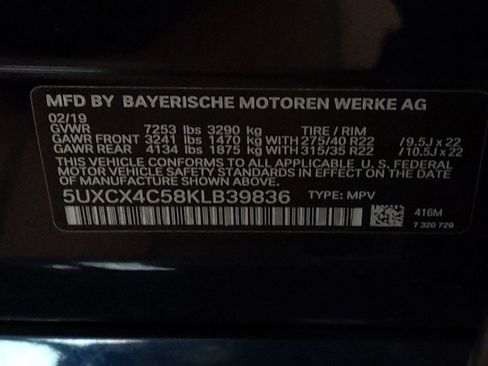 MFD BY BAYERISCHE MOTOREN WERKE AG
02/19
GVWR 7253 lbs 3290 kg TIRE / RIM
GAWR FRONT 3241 lbs 1470 kg WITH 275/40 R22 /9.5J x 22
GAWR REAR 4134 lbs 1875 kg WITH 315/35 R22 /10.5J x 22
THIS VEHICLE CONFORMS TO ALL APPLICABLE U. S. FEDERAL
MOTOR VEHICLE SAFETY STANDARDS IN EFFECT ON THE DATE
OF MANUFACTURE SHOWN ABOVE.
5UXCX4C58KLB39836 TYPE: MPV
416M
7 320 729